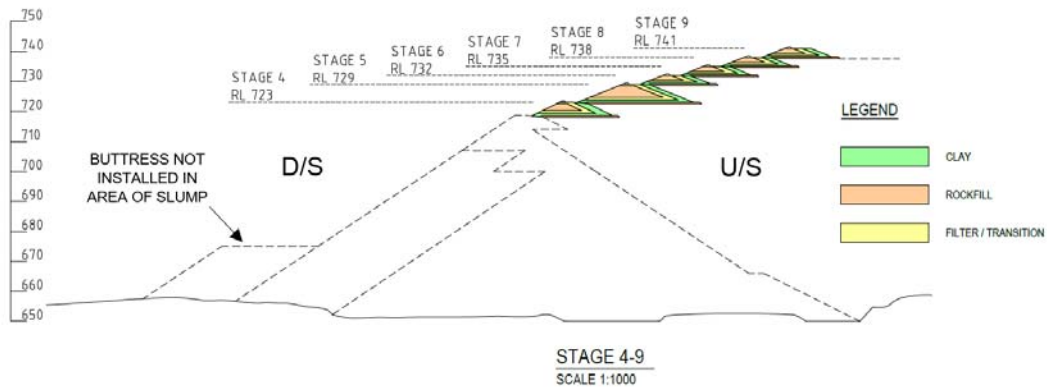 750
740
730
720
710
700
690
680
670
660
650
STAGE 4
RL 723
STAGE 5
RL 729
STAGE 6
RL 732
STAGE 7
RL 735
STAGE 8
RL 738
STAGE 9
RL 741
BUTTRESS NOT
INSTALLED IN
AREA OF SLUMP
D/S
U/S
LEGEND
CLAY
ROCKFILL
FILTER / TRANSITION
STAGE 4-9
SCALE 1:1000